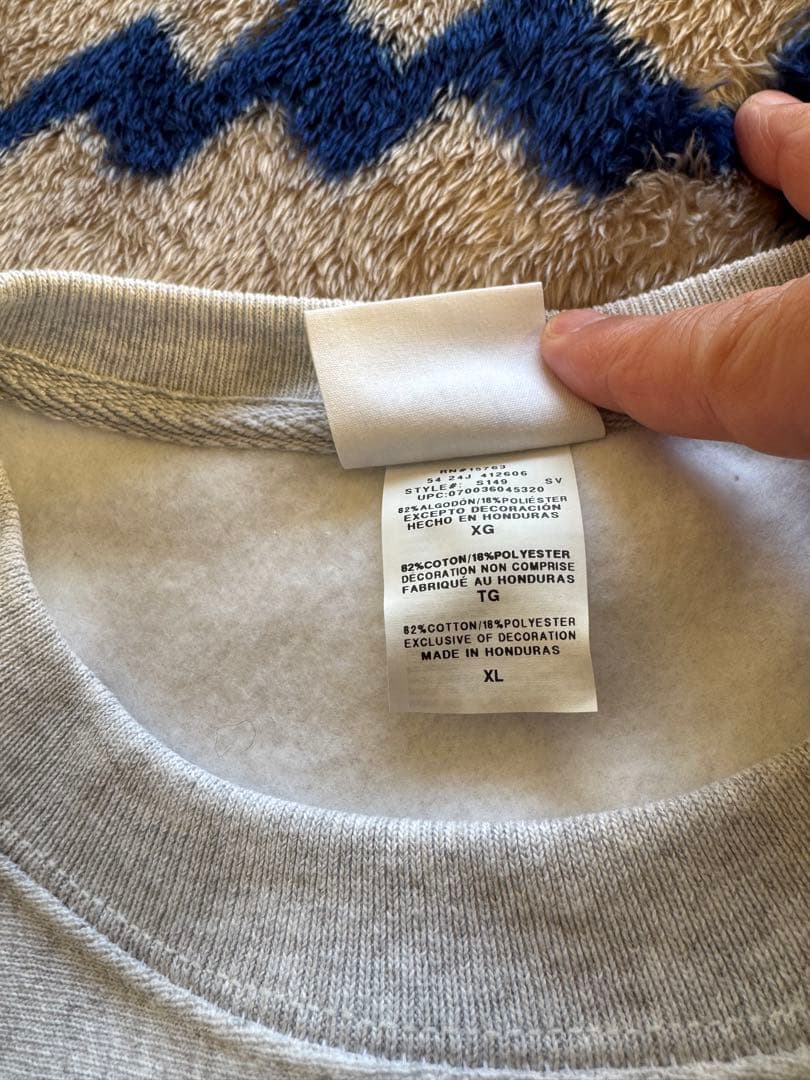 RN#15763
54 24J 412606
STYLE#: S149 SV
UPC:070036045320
82%ALGODÓN/18%POLIÉSTER
EXCEPTO DECORACIÓN
HECHO EN HONDURAS
XG
82%COTON/18%POLYESTER
DÉCORATION NON COMPRISE
FABRIQUÉ AU HONDURAS
TG
82%COTTON/18%POLYESTER
EXCLUSIVE OF DECORATION
MADE IN HONDURAS
XL